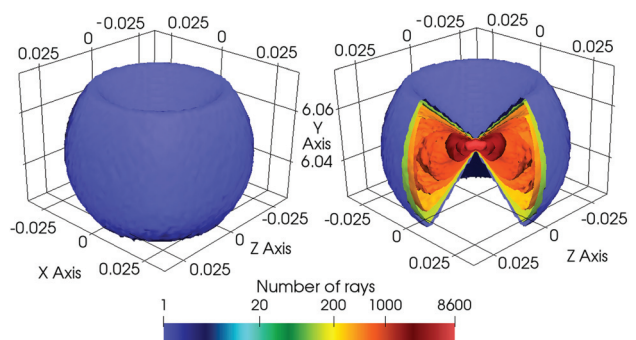 -0.025 -0.025
0.025 0 0 0.025 0.025 0 0 0.025
6.06
Y
Axis
6.04
-0.025 -0.025 -0.025 -0.025
0 0 0 0
X Axis 0.025 0.025 Z Axis 0.025 0.025 Z Axis
Number of rays
1 20 200 1000 8600